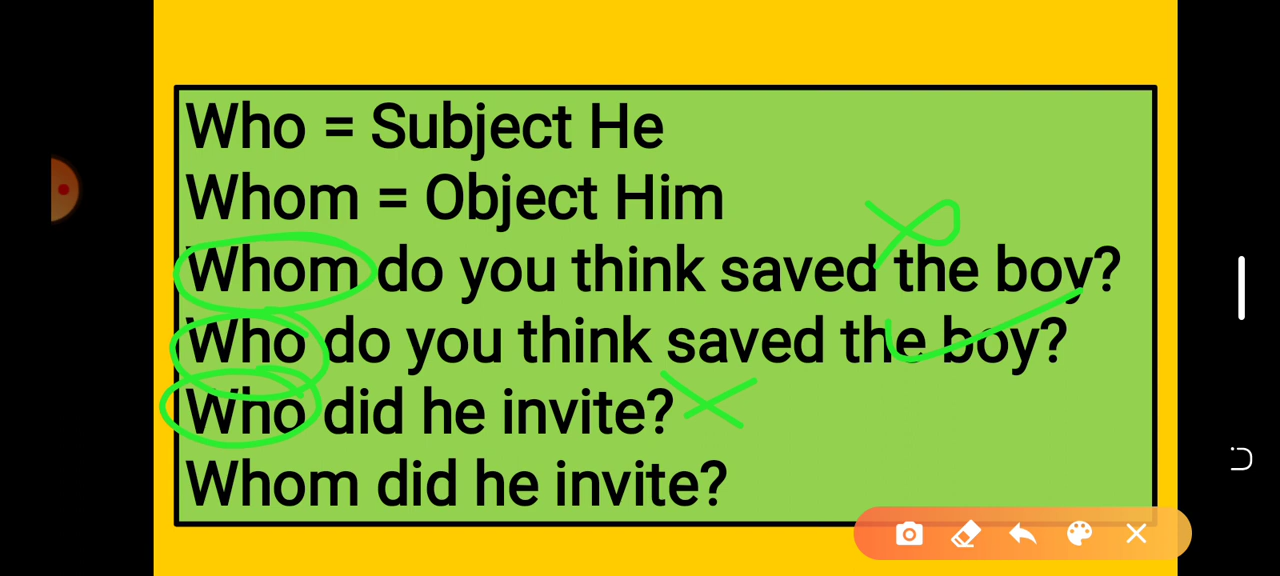 Who = Subject He
Whom = Object Him
Whom do you think saved the boy?
Who do you think saved the boy?
Who did he invite?
Whom did he invite?